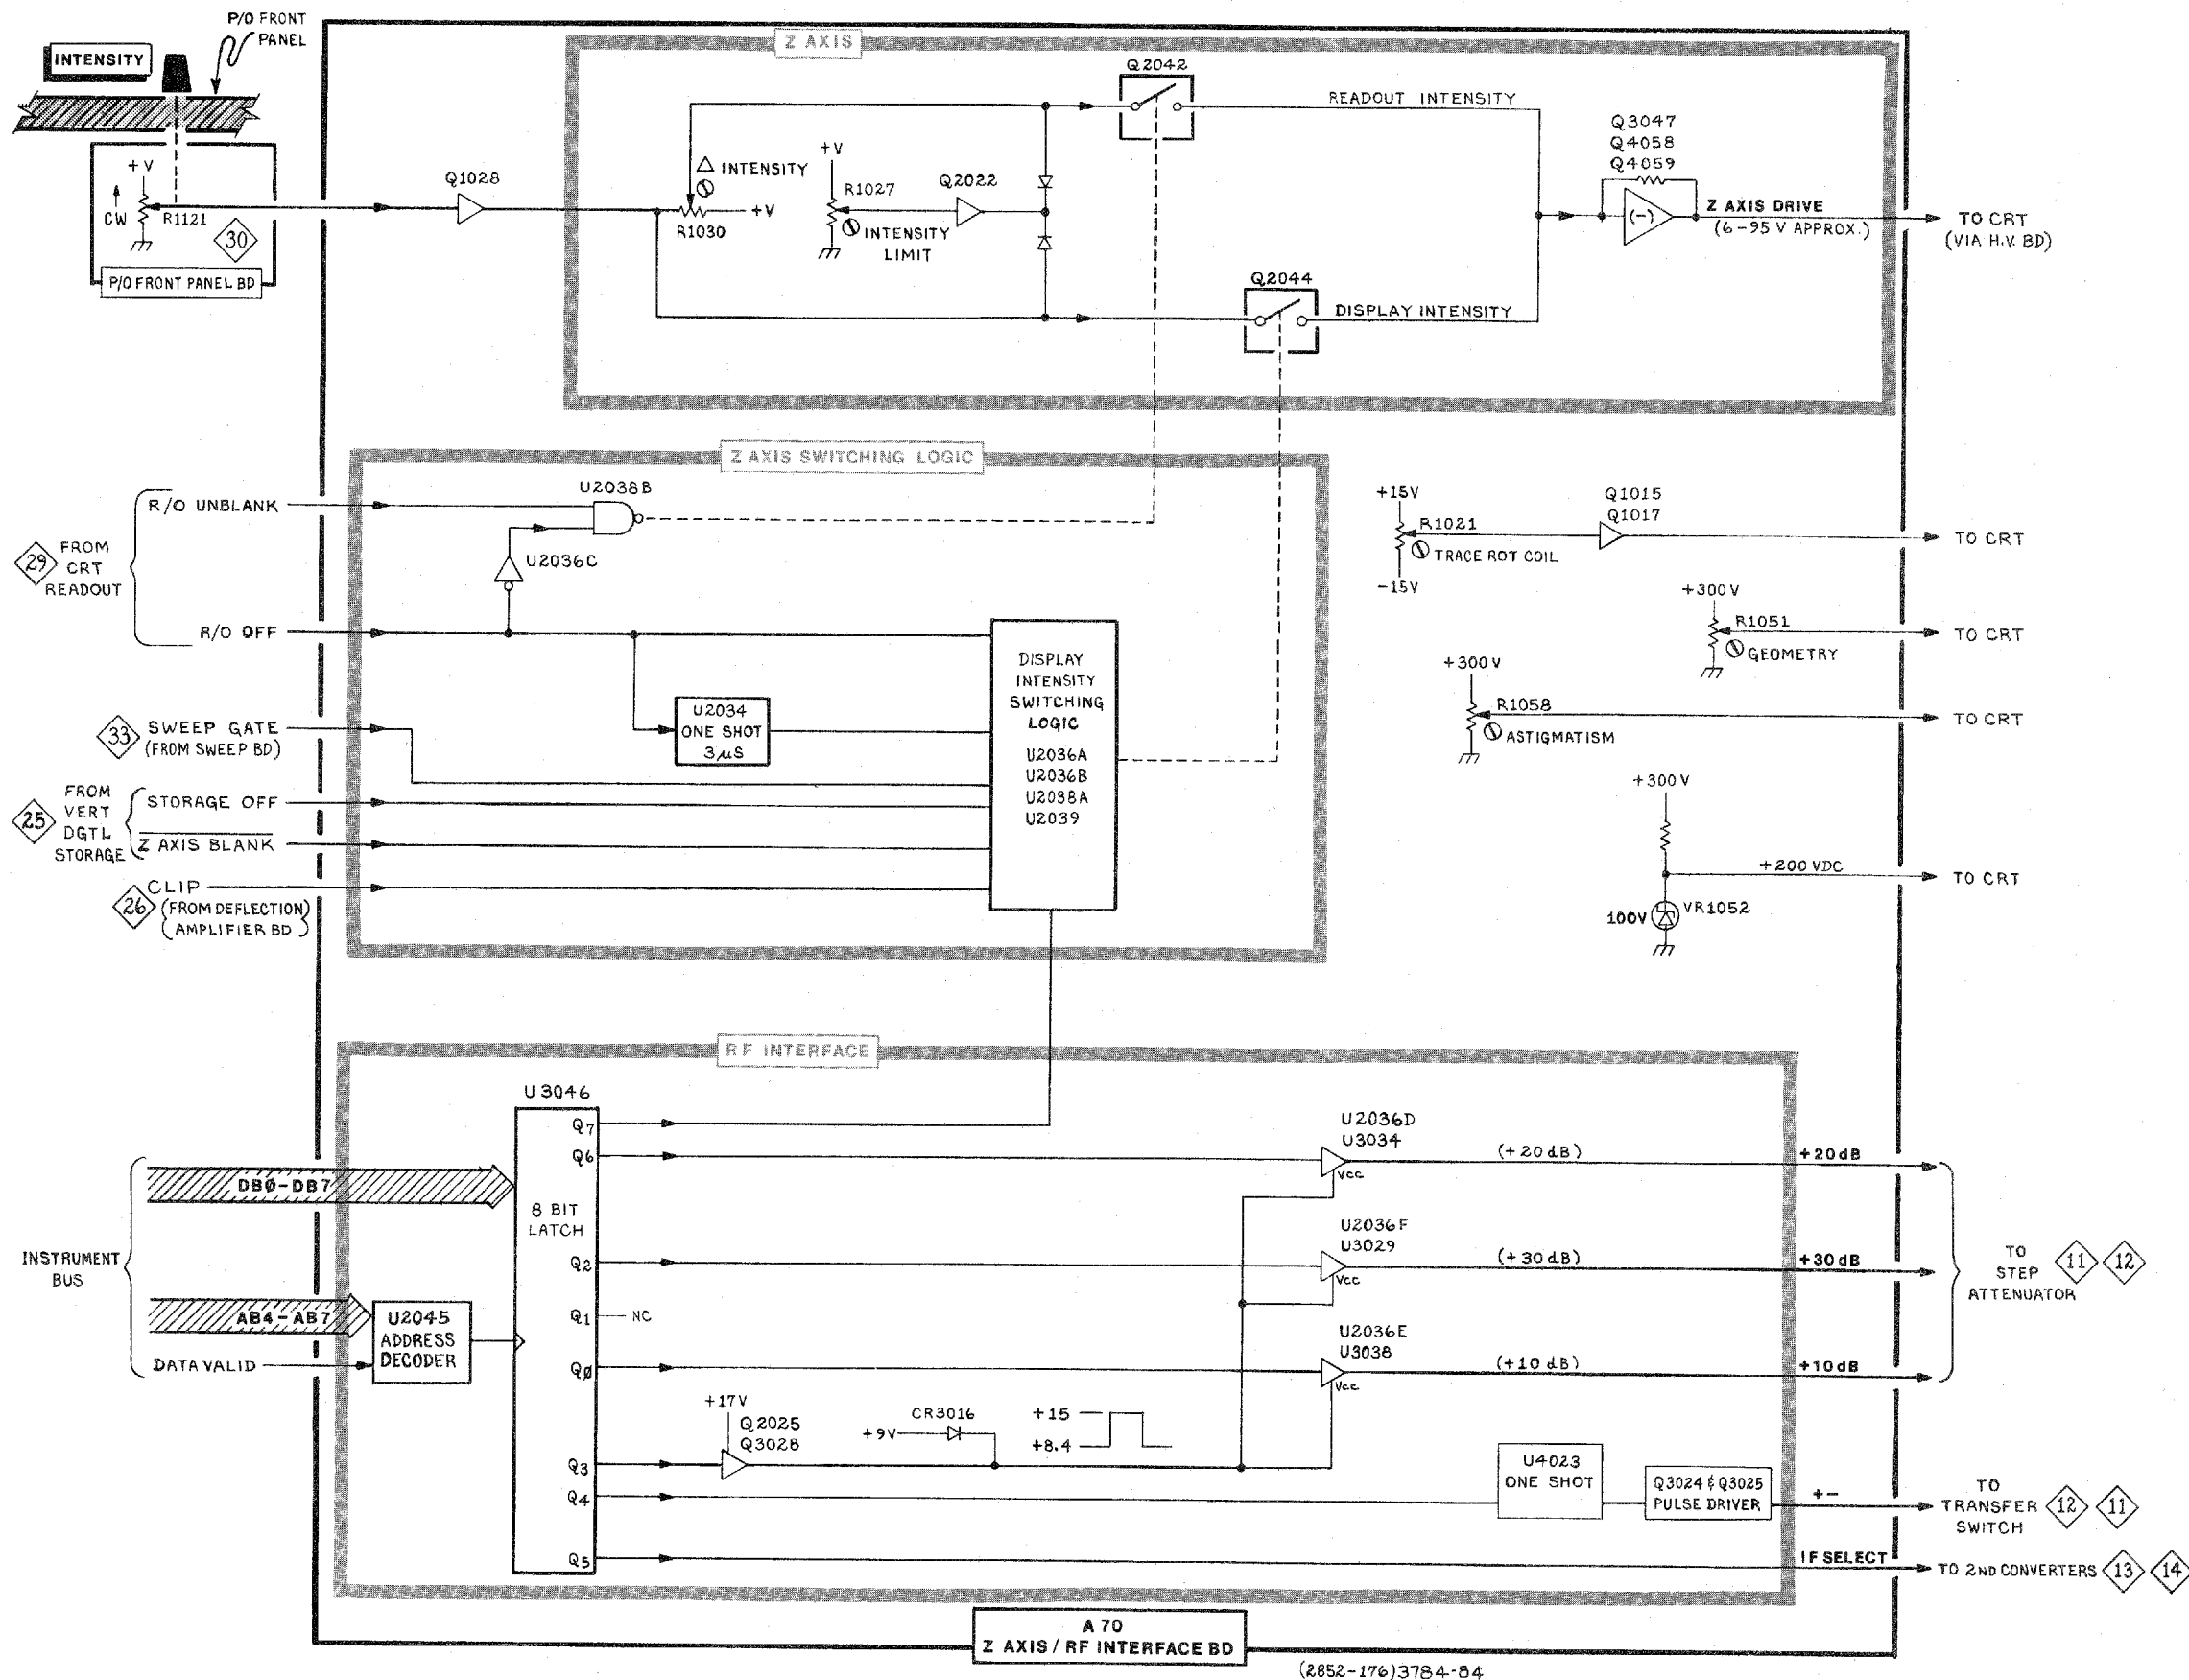 P/O FRONT
PANEL
INTENSITY
+V
CW
R1121
30
P/O FRONT PANEL BD
Z AXIS
Q1028
△ INTENSITY
+V
R1030
+V
R1027
INTENSITY
LIMIT
Q2022
Q2042
READOUT INTENSITY
Q2044
DISPLAY INTENSITY
Q3047
Q4058
Q4059
(-)
Z AXIS DRIVE
(6-95 V APPROX.)
TO CRT
(VIA H.V. BD)
Z AXIS SWITCHING LOGIC
29
FROM
CRT
READOUT
R/O UNBLANK
R/O OFF
U2038B
U2036C
U2034
ONE SHOT
3 µS
33
SWEEP GATE
(FROM SWEEP BD)
25
FROM
VERT
DGTL
STORAGE
STORAGE OFF
Z AXIS BLANK
26
CLIP
(FROM DEFLECTION
AMPLIFIER BD)
DISPLAY
INTENSITY
SWITCHING
LOGIC
U2036A
U2036B
U2038A
U2039
+15V
R1021
TRACE ROT COIL
-15V
Q1015
Q1017
TO CRT
+300V
R1051
GEOMETRY
TO CRT
+300V
R1058
ASTIGMATISM
TO CRT
+300V
+200 VDC
TO CRT
100V
VR1052
RF INTERFACE
INSTRUMENT
BUS
DBØ-DB7
AB4-AB7
DATA VALID
U2045
ADDRESS
DECODER
U3046
8 BIT
LATCH
Q7
Q6
Q2
Q1
NC
QØ
Q3
Q4
Q5
U2036D
U3034
Vcc
(+20dB)
+20dB
U2036F
U3029
Vcc
(+30dB)
+30dB
U2036E
U3038
Vcc
(+10 dB)
+10dB
TO
STEP
ATTENUATOR
11
12
+17V
Q2025
Q3028
CR3016
+9V
+15
+8.4
U4023
ONE SHOT
Q3024 & Q3025
PULSE DRIVER
+-
TO
TRANSFER
SWITCH
12
11
IF SELECT
TO 2ND CONVERTERS
13
14
A 70
Z AXIS / RF INTERFACE BD
(2852-176)3784-84